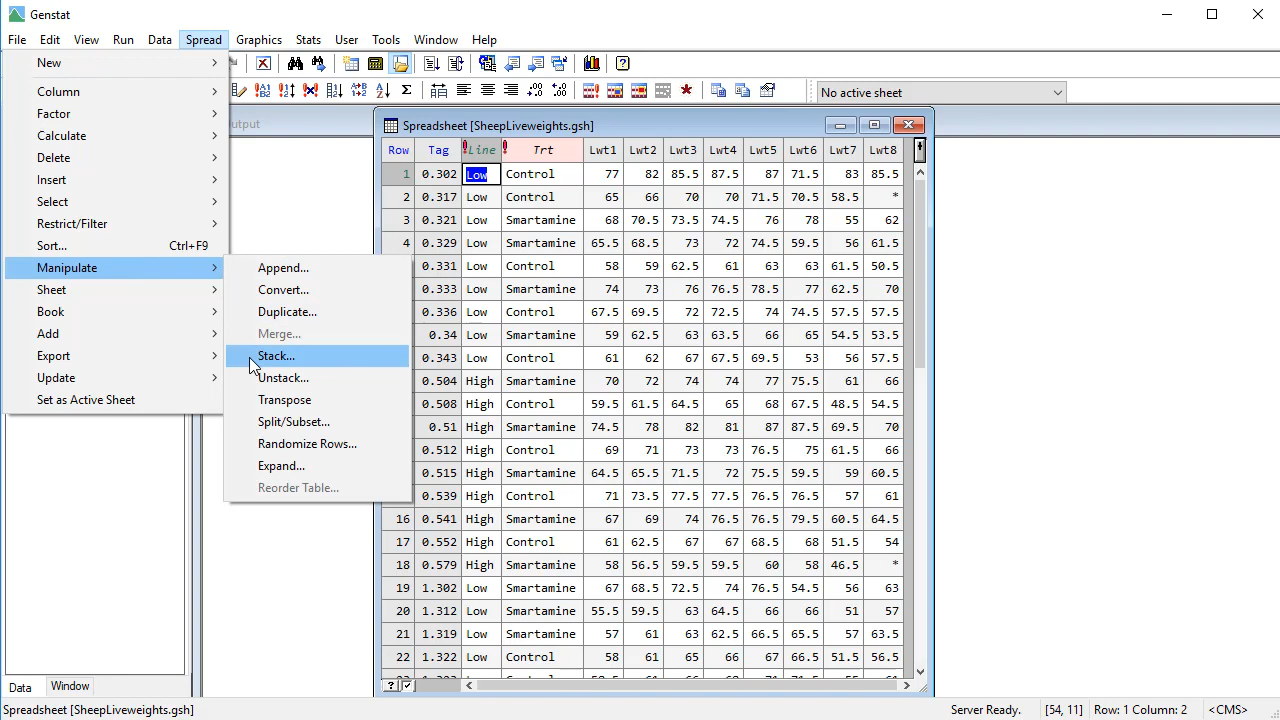 Genstat
File Edit View Run Data Spread Graphics Stats User Tools Window Help
New
Column
Factor
Calculate
Delete
Insert
Select
Restrict/Filter
Sort... Ctrl+F9
Manipulate
Sheet
Book
Add
Export
Update
Set as Active Sheet
Append...
Convert...
Duplicate...
Merge...
Stack...
Unstack...
Transpose
Split/Subset...
Randomize Rows...
Expand...
Reorder Table...
No active sheet
utput
Spreadsheet [SheepLiveweights.gsh]
Row Tag !Line ! Trt Lwt1 Lwt2 Lwt3 Lwt4 Lwt5 Lwt6 Lwt7 Lwt8
1 0.302 Low Control 77 82 85.5 87.5 87 71.5 83 85.5
2 0.317 Low Control 65 66 70 70 71.5 70.5 58.5 *
3 0.321 Low Smartamine 68 70.5 73.5 74.5 76 78 55 62
4 0.329 Low Smartamine 65.5 68.5 73 72 74.5 59.5 56 61.5
0.331 Low Control 58 59 62.5 61 63 63 61.5 50.5
0.333 Low Smartamine 74 73 76 76.5 78.5 77 62.5 70
0.336 Low Control 67.5 69.5 72 72.5 74 74.5 57.5 57.5
0.34 Low Smartamine 59 62.5 63 63.5 66 65 54.5 53.5
0.343 Low Control 61 62 67 67.5 69.5 53 56 57.5
0.504 High Smartamine 70 72 74 74 77 75.5 61 66
0.508 High Control 59.5 61.5 64.5 65 68 67.5 48.5 54.5
0.51 High Smartamine 74.5 78 82 81 87 87.5 69.5 70
0.512 High Control 69 71 73 73 76.5 75 61.5 66
0.515 High Smartamine 64.5 65.5 71.5 72 75.5 59.5 59 60.5
0.539 High Control 71 73.5 77.5 77.5 76.5 76.5 57 61
16 0.541 High Smartamine 67 69 74 76.5 76.5 79.5 60.5 64.5
17 0.552 High Control 61 62.5 67 67 68.5 68 51.5 54
18 0.579 High Smartamine 58 56.5 59.5 59.5 60 58 46.5 *
19 1.302 Low Smartamine 67 68.5 72.5 74 76.5 54.5 56 63
20 1.312 Low Smartamine 55.5 59.5 63 64.5 66 66 51 57
21 1.319 Low Smartamine 57 61 63 62.5 66.5 65.5 57 63.5
22 1.322 Low Control 58 61 65 66 67 66.5 51.5 56.5
Data Window
Spreadsheet [SheepLiveweights.gsh] Server Ready. [54, 11] Row: 1 Column: 2 <CMS>